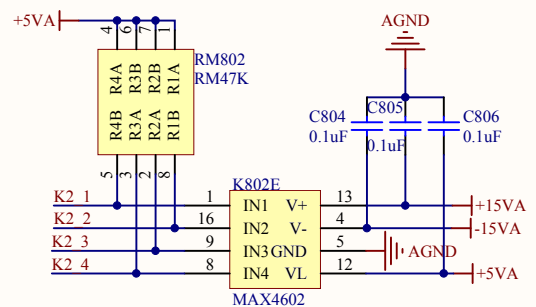 +5VA
4 6 7 1
R4A R3B R2B R1A
R4B R3A R2A R1B
RM802
RM47K
5 3 2 8
AGND
C804 C805 C806
0.1uF 0.1uF 0.1uF
K802E
K2_1 1 IN1 V+ 13 +15VA
K2_2 16 IN2 V- 4 -15VA
K2_3 9 IN3 GND 5 AGND
K2_4 8 IN4 VL 12 +5VA
MAX4602